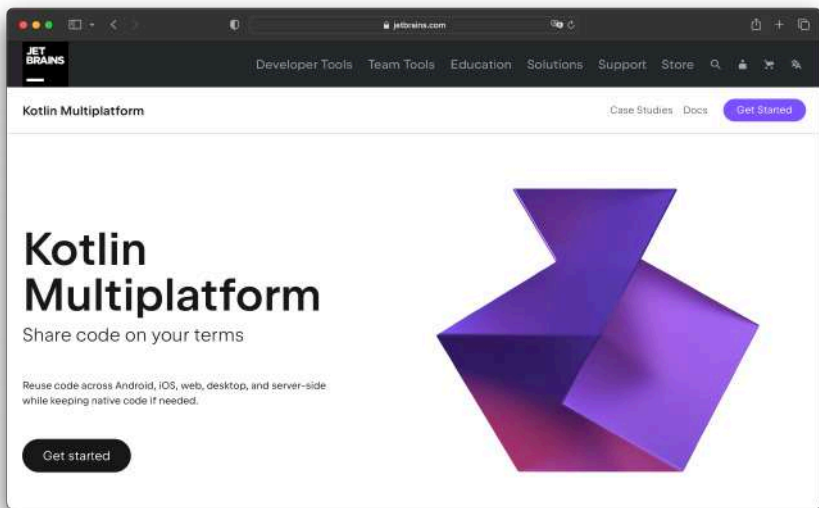 jetbrains.com
JET
BRAINS
Developer Tools Team Tools Education Solutions Support Store
Kotlin Multiplatform
Case Studies Docs Get Started
Kotlin
Multiplatform
Share code on your terms
Reuse code across Android, iOS, web, desktop, and server-side
while keeping native code if needed.
Get started